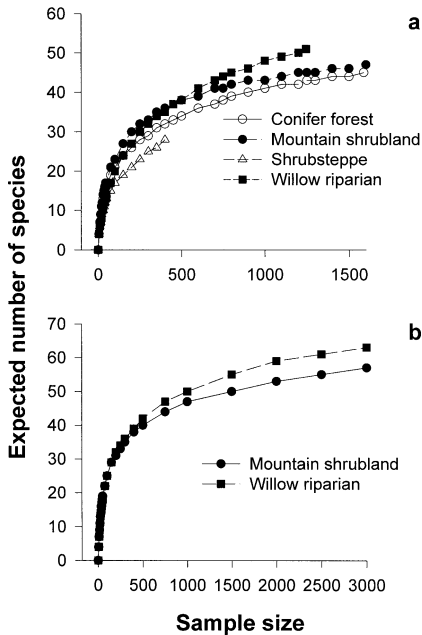 a
60
50
40
30
20
10
0
Conifer forest
Mountain shrubland
Shrubsteppe
Willow riparian
0 500 1000 1500
Expected number of species
b
70
60
50
40
30
20
10
0
Mountain shrubland
Willow riparian
0 500 1000 1500 2000 2500 3000
Sample size